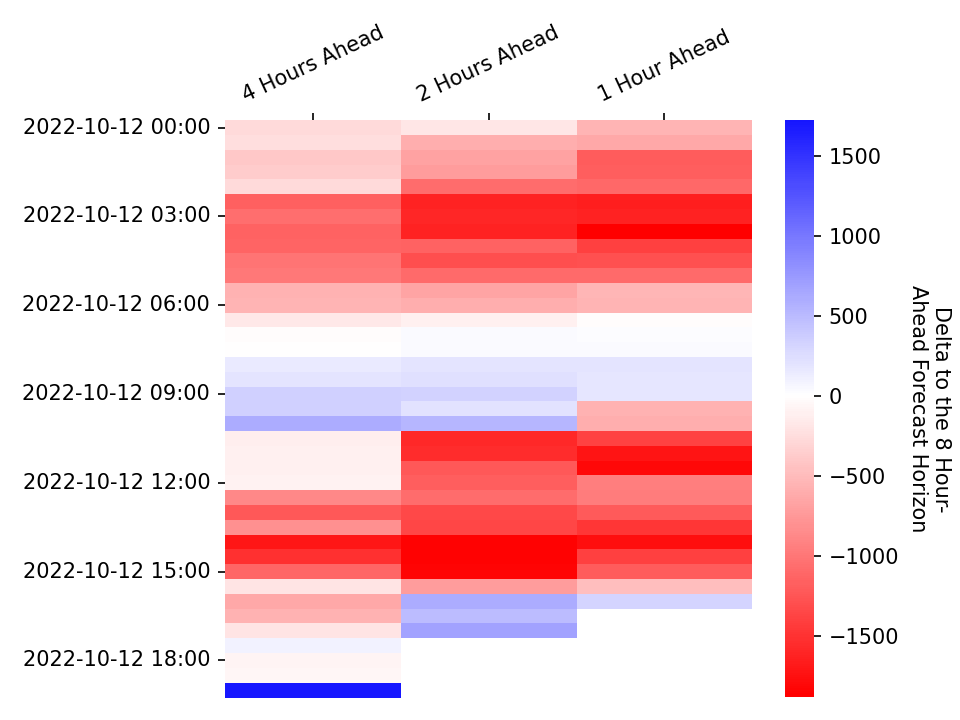 4 Hours Ahead
2 Hours Ahead
1 Hour Ahead
2022-10-12 00:00
2022-10-12 03:00
2022-10-12 06:00
2022-10-12 09:00
2022-10-12 12:00
2022-10-12 15:00
2022-10-12 18:00
1500
1000
500
0
−500
−1000
−1500
Delta to the 8 Hour-
Ahead Forecast Horizon